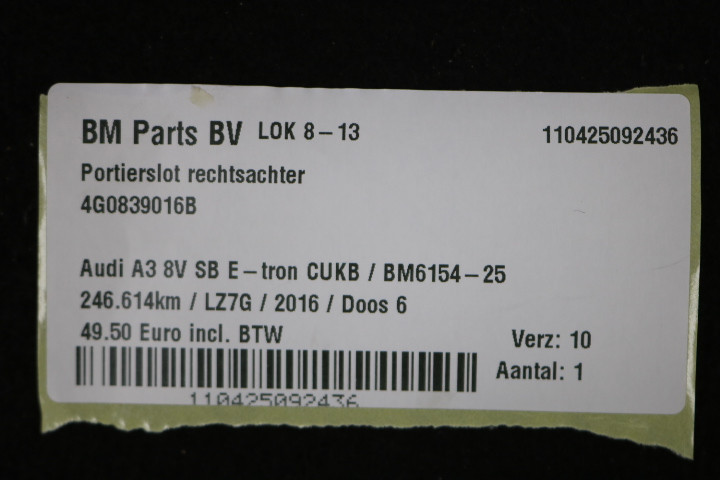 BM Parts BV LOK 8-13 110425092436
Portierslot rechtsachter
4G0839016B
Audi A3 8V SB E-tron CUKB / BM6154-25
246.614km / LZ7G / 2016 / Doos 6
49.50 Euro incl. BTW Verz: 10
Aantal: 1
110425092436